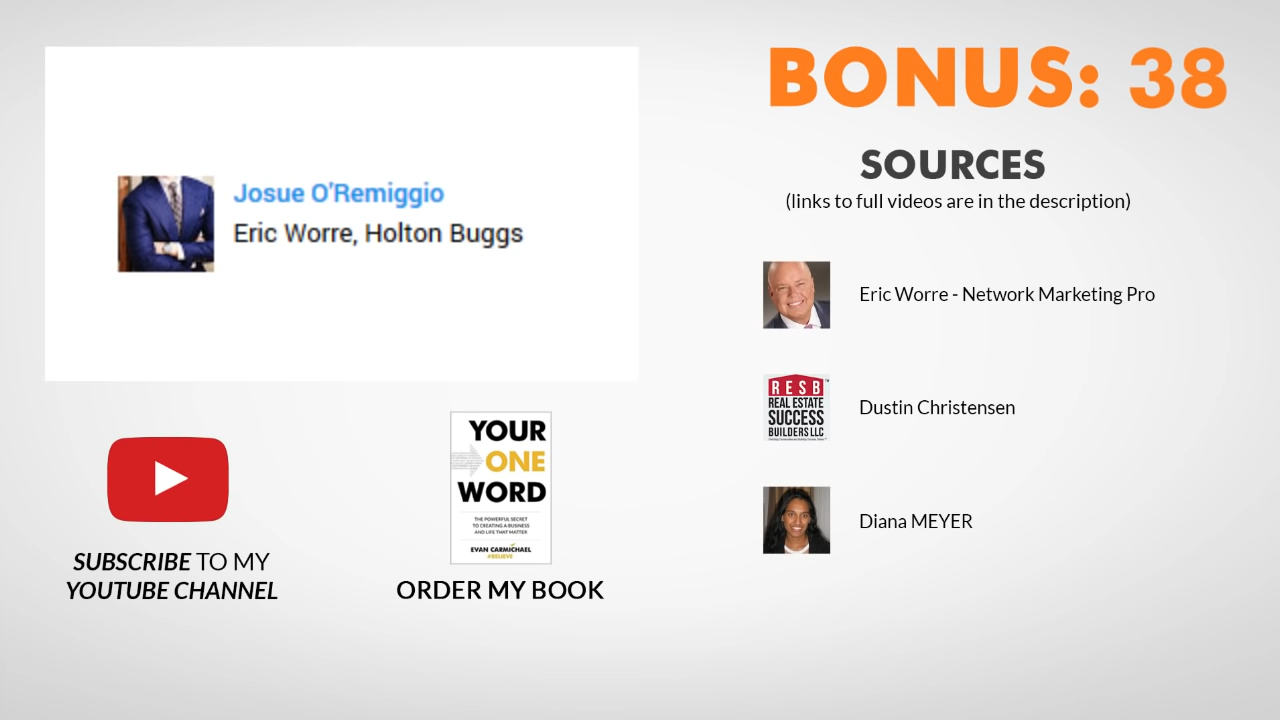 BONUS: 38
SOURCES
(links to full videos are in the description)
Josue O'Remiggio
Eric Worre, Holton Buggs
Eric Worre - Network Marketing Pro
RESB
REAL ESTATE
SUCCESS
BUILDERS LLC
Dustin Christensen
Diana MEYER
YOUR
ONE
WORD
THE POWERFUL SECRET
TO CREATING A BUSINESS
AND LIFE THAT MATTER
EVAN CARMICHAEL
#BELIEVE
SUBSCRIBE TO MY
YOUTUBE CHANNEL
ORDER MY BOOK